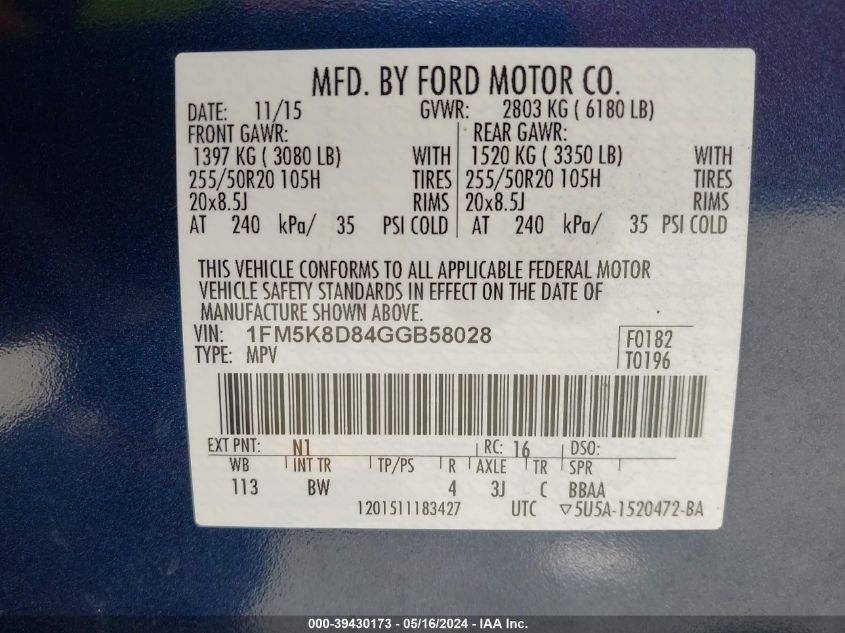 MFD. BY FORD MOTOR CO.
DATE: 11/15 GVWR: 2803 KG ( 6180 LB)
FRONT GAWR: REAR GAWR:
1397 KG ( 3080 LB) WITH 1520 KG ( 3350 LB) WITH
255/50R20 105H TIRES 255/50R20 105H TIRES
20x8.5J RIMS 20x8.5J RIMS
AT 240 kPa/ 35 PSI COLD AT 240 kPa/ 35 PSI COLD
THIS VEHICLE CONFORMS TO ALL APPLICABLE FEDERAL MOTOR
VEHICLE SAFETY STANDARDS IN EFFECT ON THE DATE OF
MANUFACTURE SHOWN ABOVE.
VIN: 1FM5K8D84GGB58028 F0182
TYPE: MPV T0196
EXT PNT: N1 RC: 16 DSO:
WB INT TR TP/PS R AXLE TR SPR
113 BW 4 3J C BBAA
1201511183427 UTC ▽5U5A-1520472-BA
000-39430173 - 05/16/2024 - IAA Inc.